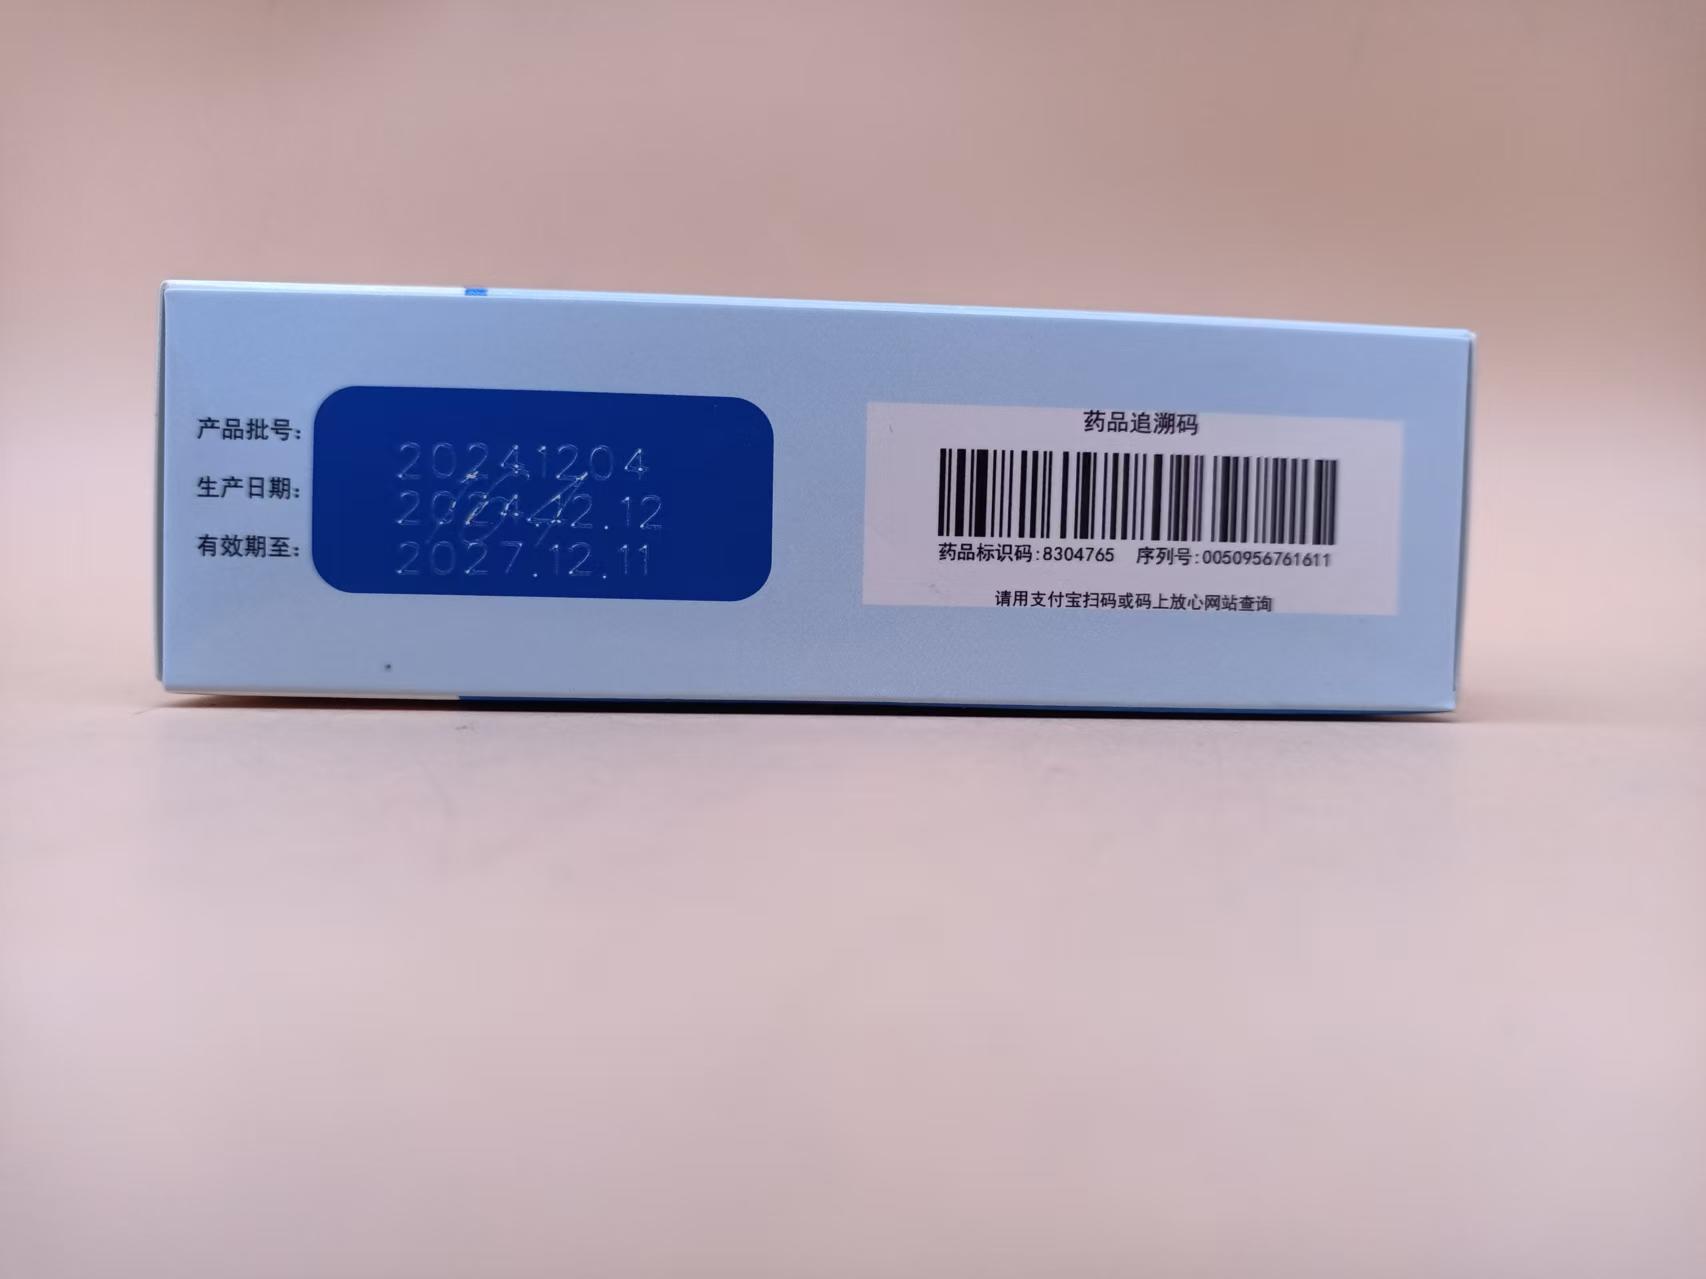 产品批号: 20241204
生产日期: 2024.12.12
有效期至: 2027.12.11
药品追溯码
药品标识码:8304765 序列号:0050956761611
请用支付宝扫码或码上放心网站查询